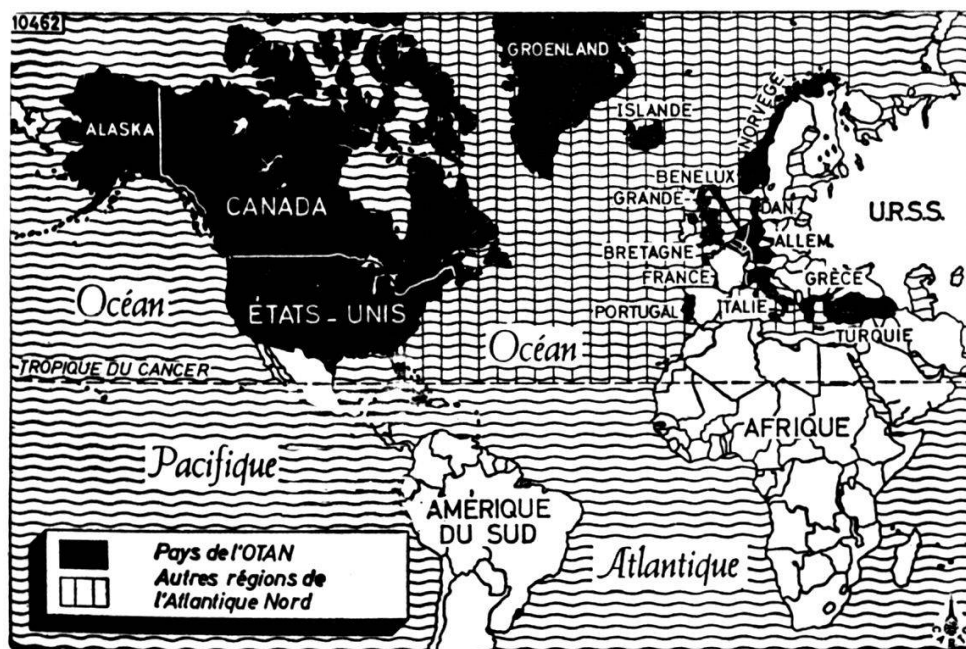 10462
GROENLAND
ISLANDE
NORVÈGE
ALASKA
CANADA
BENELUX
GRANDE-
BRETAGNE
DAN.
ALLEM.
U.R.S.S.
FRANCE
GRÈCE
Océan
ÉTATS-UNIS
PORTUGAL
ITALIE
TURQUIE
Océan
TROPIQUE DU CANCER
AFRIQUE
Pacifique
AMÉRIQUE
DU SUD
Atlantique
Pays de l'OTAN
Autres régions de
l'Atlantique Nord